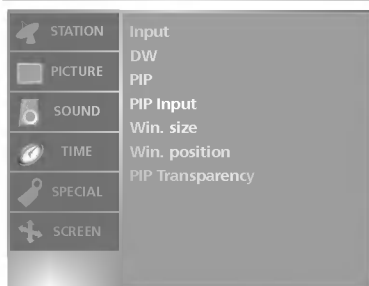 STATION
PICTURE
SOUND
TIME
SPECIAL
SCREEN
Input
DW
PIP
PIP Input
Win. size
Win. position
PIP Transparency